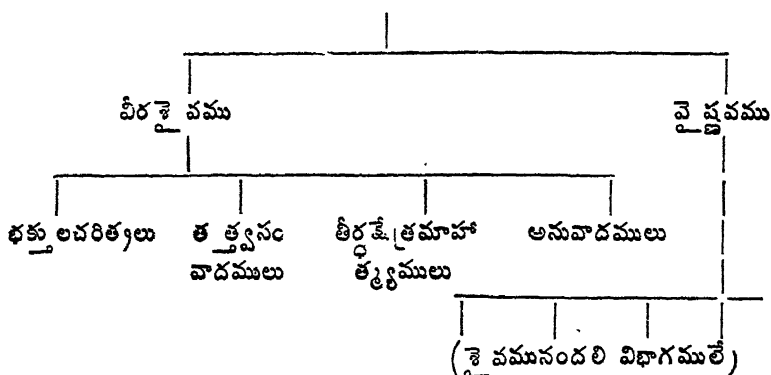 వీరశైవము వైష్ణవము
భక్తులచరిత్రలు తత్త్వసం తీర్థక్షేత్రమాహా అనువాదములు
వాదములు త్మ్యములు
(శైవమునందలి విభాగములే)